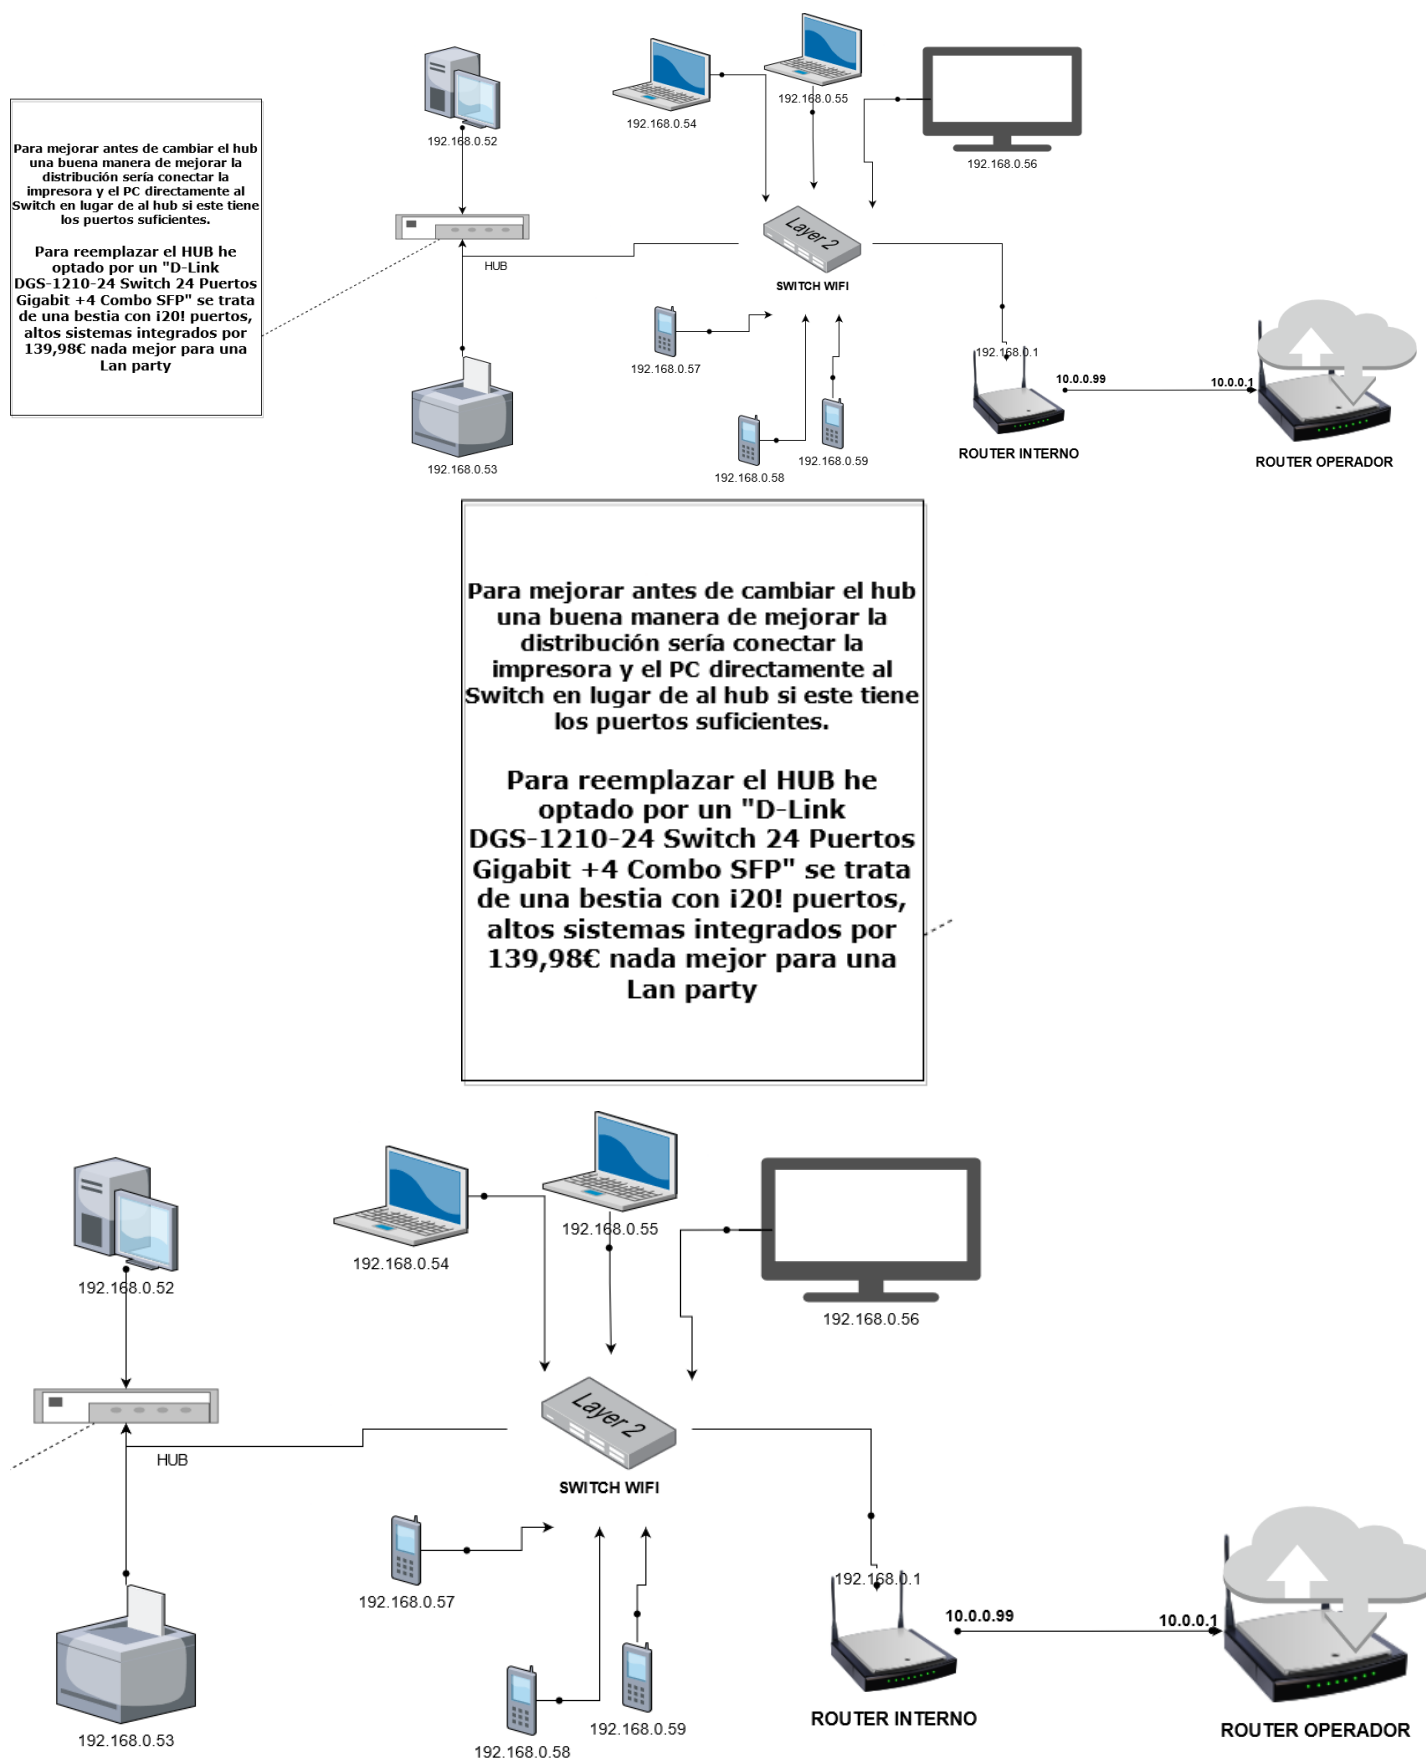 192.168.0.52
192.168.0.54
192.168.0.55
192.168.0.56
Para mejorar antes de cambiar el hub
una buena manera de mejorar la
distribución sería conectar la
impresora y el PC directamente al
Switch en lugar de al hub si este tiene
los puertos suficientes.
Para reemplazar el HUB he
optado por un "D-Link
DGS-1210-24 Switch 24 Puertos
Gigabit +4 Combo SFP" se trata
de una bestia con i20! puertos,
altos sistemas integrados por
139,98€ nada mejor para una
Lan party
HUB
Layer 2
SWITCH WIFI
192.168.0.57
192.168.0.58
192.168.0.59
192.168.0.53
192.168.0.1
10.0.0.99
10.0.0.1
ROUTER INTERNO
ROUTER OPERADOR
Para mejorar antes de cambiar el hub
una buena manera de mejorar la
distribución sería conectar la
impresora y el PC directamente al
Switch en lugar de al hub si este tiene
los puertos suficientes.
Para reemplazar el HUB he
optado por un "D-Link
DGS-1210-24 Switch 24 Puertos
Gigabit +4 Combo SFP" se trata
de una bestia con i20! puertos,
altos sistemas integrados por
139,98€ nada mejor para una
Lan party
192.168.0.52
192.168.0.54
192.168.0.55
192.168.0.56
HUB
Layer 2
SWITCH WIFI
192.168.0.57
192.168.0.58
192.168.0.59
192.168.0.53
192.168.0.1
10.0.0.99
10.0.0.1
ROUTER INTERNO
ROUTER OPERADOR